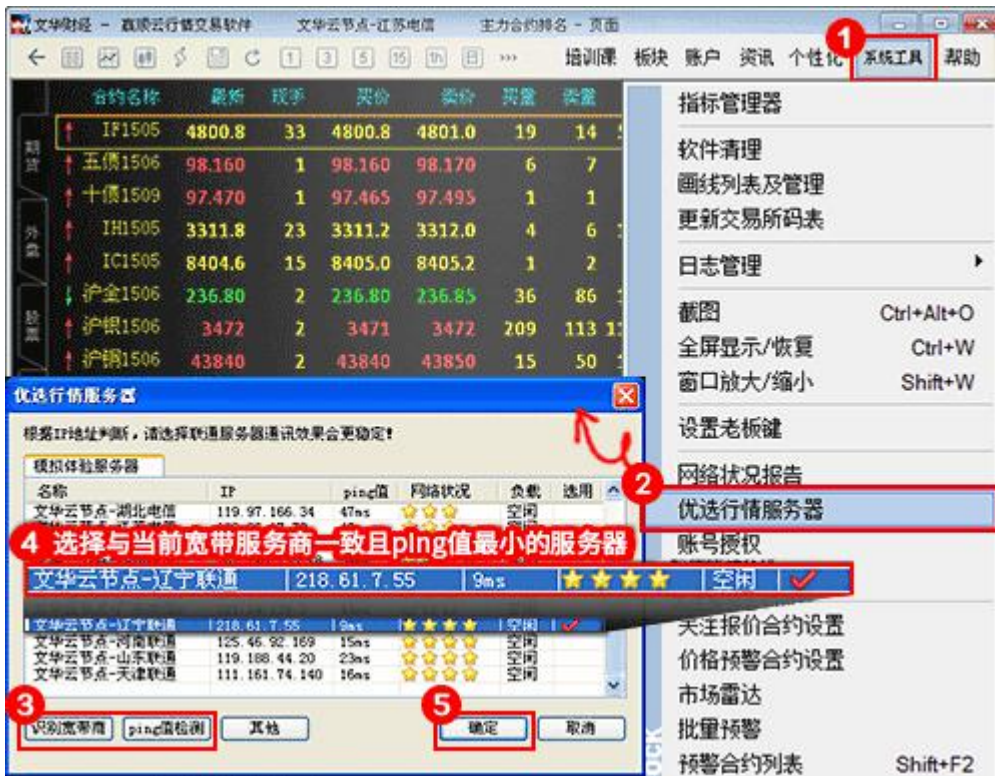 文华财经 - 赢顺云行情交易软件 文华云节点-江苏电信 主力合约排名 - 页面
1
1 3 5 15 1h 日 培训课 板块 账户 资讯 个性化 系统工具 帮助
合约名称 最新 现手 买价 卖价 买量 卖量
期货
外盘
股票
IF1505 4800.8 33 4800.8 4801.0 19 14
五债1506 98.160 1 98.160 98.170 6 7
十债1509 97.470 1 97.465 97.495 1 1
IH1505 3311.8 23 3311.2 3312.0 4 6
IC1505 8404.6 15 8405.0 8405.2 1 2
沪金1506 236.80 2 236.80 236.85 36 86
沪银1506 3472 2 3471 3472 209 113
沪铜1506 43840 2 43840 43850 15 50
指标管理器
软件清理
画线列表及管理
更新交易所码表
日志管理
截图 Ctrl+Alt+O
全屏显示/恢复 Ctrl+W
窗口放大/缩小 Shift+W
设置老板键
网络状况报告
2
优选行情服务器
账号授权
关注报价合约设置
价格预警合约设置
市场雷达
批量预警
预警合约列表 Shift+F2
优选行情服务器
根据IP地址判断，请选择联通服务器通讯效果会更稳定！
模拟体验服务器
名称 IP ping值 网络状况 负载 选用
文华云节点-湖北电信 119.97.166.34 47ms 空闲
4 选择与当前宽带服务商一致且ping值最小的服务器
文华云节点-辽宁联通 218.61.7.55 9ms 空闲
文华云节点-辽宁联通 218.61.7.55 9ms 空闲
文华云节点-河南联通 125.46.92.169 15ms 空闲
文华云节点-山东联通 119.188.44.20 23ms 空闲
文华云节点-天津联通 111.161.74.140 16ms 空闲
3 5
识别宽带商 ping值检测 其他 确定 取消